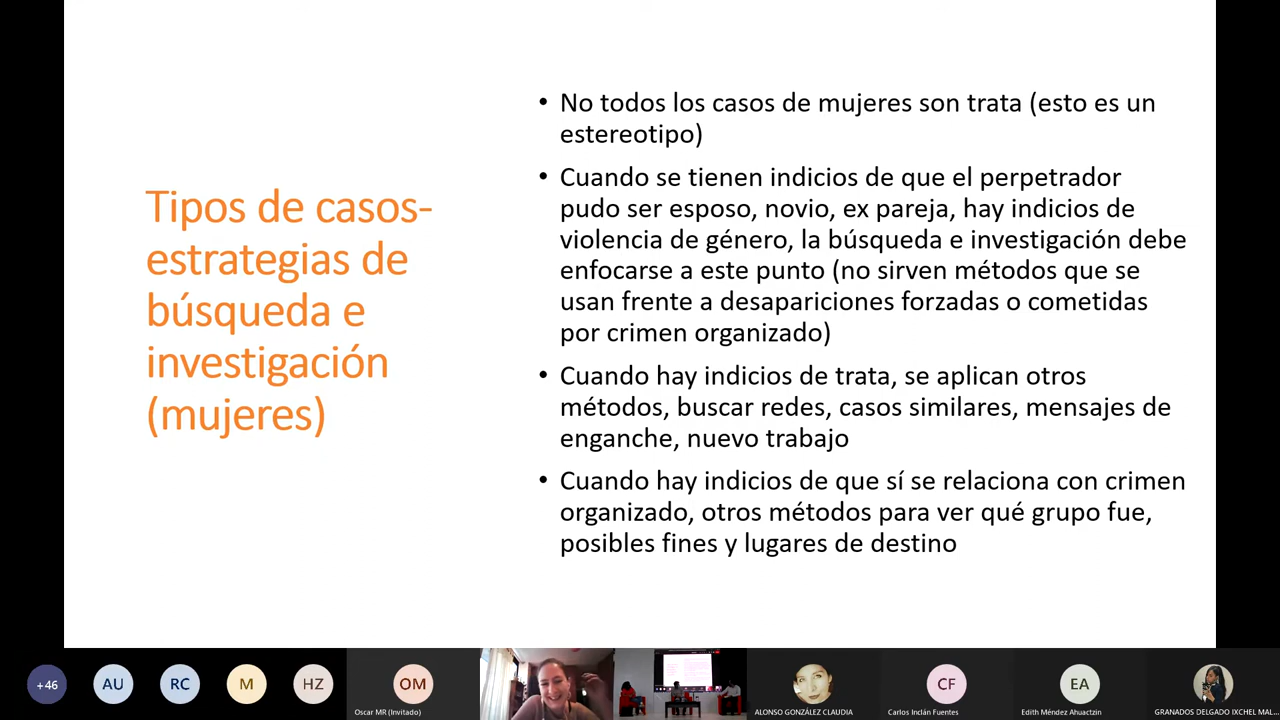 Tipos de casos-
estrategias de
búsqueda e
investigación
(mujeres)
• No todos los casos de mujeres son trata (esto es un
estereotipo)
• Cuando se tienen indicios de que el perpetrador
pudo ser esposo, novio, ex pareja, hay indicios de
violencia de género, la búsqueda e investigación debe
enfocarse a este punto (no sirven métodos que se
usan frente a desapariciones forzadas o cometidas
por crimen organizado)
• Cuando hay indicios de trata, se aplican otros
métodos, buscar redes, casos similares, mensajes de
enganche, nuevo trabajo
• Cuando hay indicios de que sí se relaciona con crimen
organizado, otros métodos para ver qué grupo fue,
posibles fines y lugares de destino
+46
AU
RC
M
HZ
OM
Oscar MR (Invitado)
ALONSO GONZÁLEZ CLAUDIA
CF
Carlos Inclán Fuentes
EA
Edith Méndez Ahuactzin
GRANADOS DELGADO IXCHEL MAL...